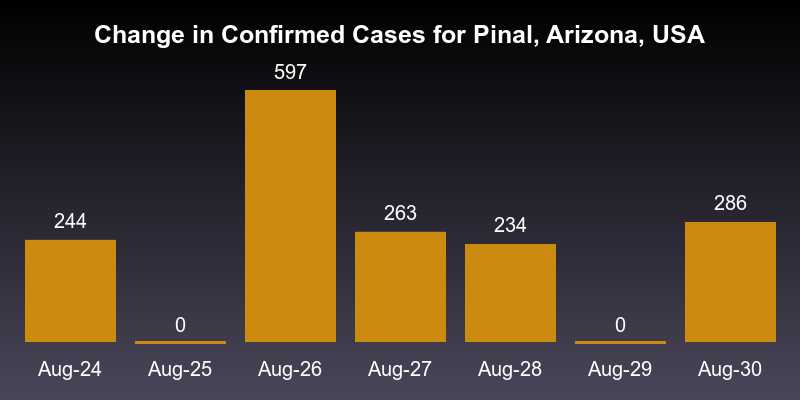 Change in Confirmed Cases for Pinal, Arizona, USA
597
286
263
244
234
0
0
Aug-24
Aug-25
Aug-26
Aug-27
Aug-28
Aug-29
Aug-30